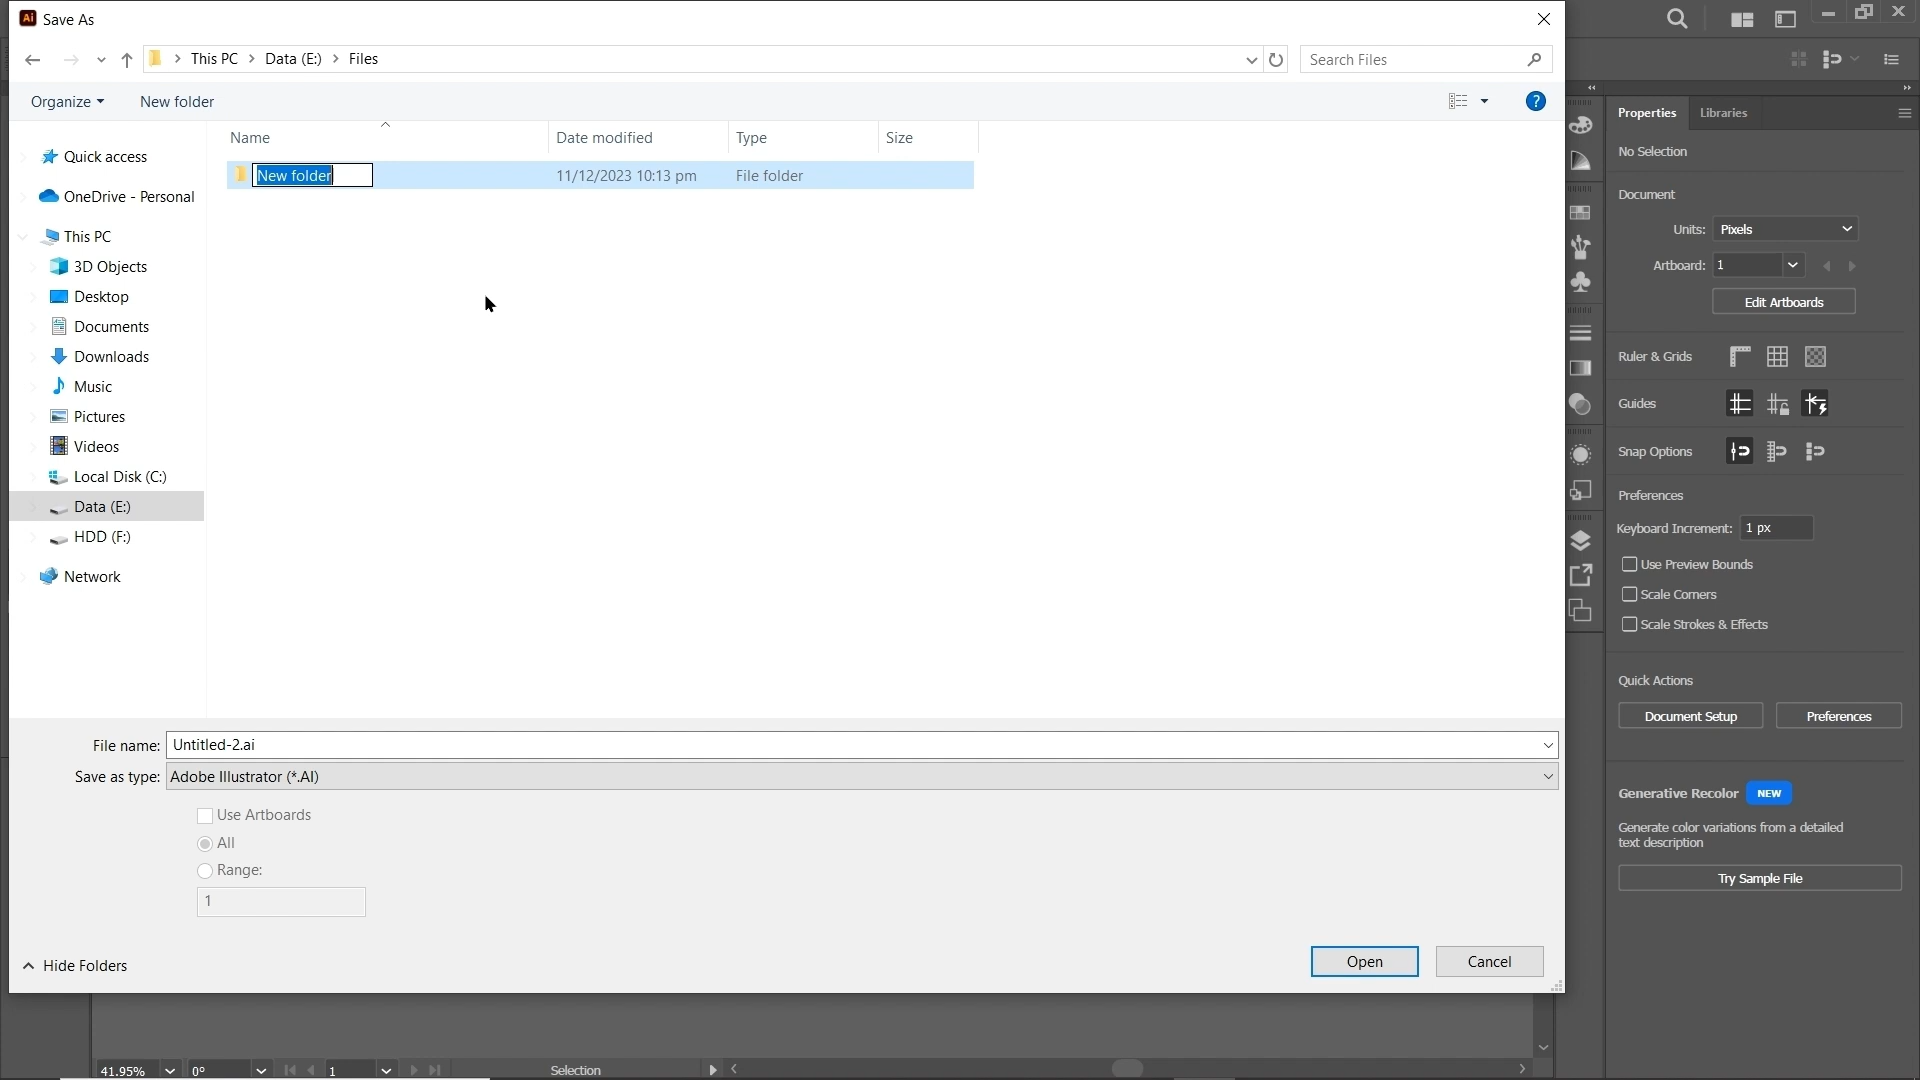 Ai Save As
This PC > Data (E:) > Files
Search Files
Organize
New folder
?
Name
Date modified
Type
Size
New folder
11/12/2023 10:13 pm
File folder
Quick access
OneDrive - Personal
This PC
3D Objects
Desktop
Documents
Downloads
Music
Pictures
Videos
Local Disk (C:)
Data (E:)
HDD (F:)
Network
File name: Untitled-2.ai
Save as type: Adobe Illustrator (*.AI)
Use Artboards
All
Range:
1
Hide Folders
Open
Cancel
41.95%
0°
1
Selection
Properties
Libraries
No Selection
Document
Units: Pixels
Artboard: 1
Edit Artboards
Ruler & Grids
Guides
Snap Options
Preferences
Keyboard Increment: 1 px
Use Preview Bounds
Scale Corners
Scale Strokes & Effects
Quick Actions
Document Setup
Preferences
Generative Recolor NEW
Generate color variations from a detailed
text description
Try Sample File